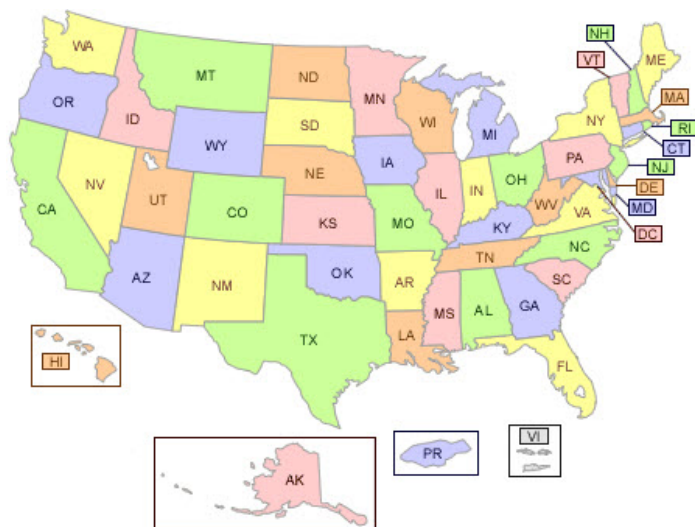 WA
MT
ND
MN
OR
ID
WY
SD
WI
MI
NH
VT
ME
MA
NY
RI
CT
NJ
DE
MD
DC
PA
NV
UT
CO
NE
IA
IL
IN
OH
WV
VA
CA
KS
MO
KY
NC
TN
SC
AZ
NM
OK
AR
TX
LA
MS
AL
GA
FL
HI
AK
PR
VI